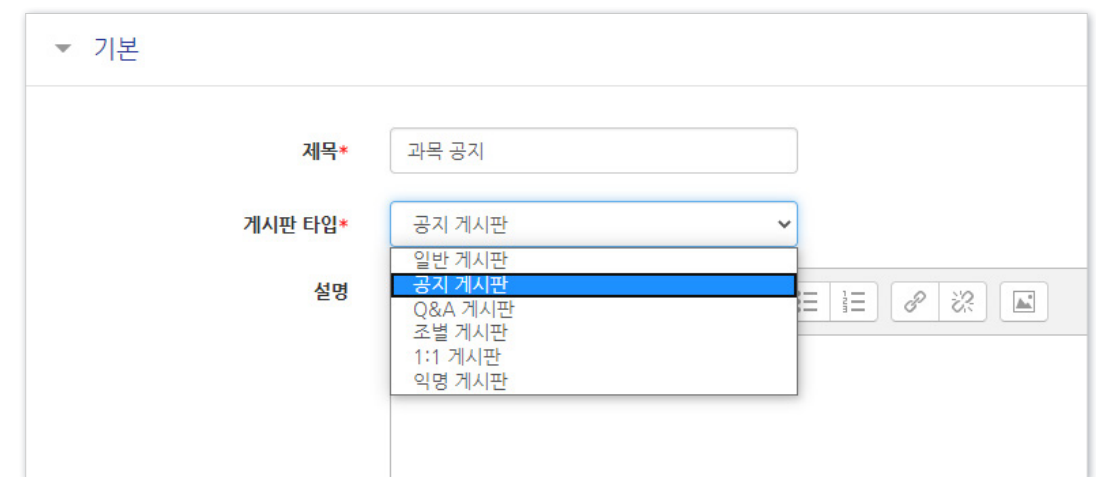 기본
제목*
과목 공지
게시판 타입*
공지 게시판
일반 게시판
공지 게시판
Q&A 게시판
조별 게시판
1:1 게시판
익명 게시판
설명